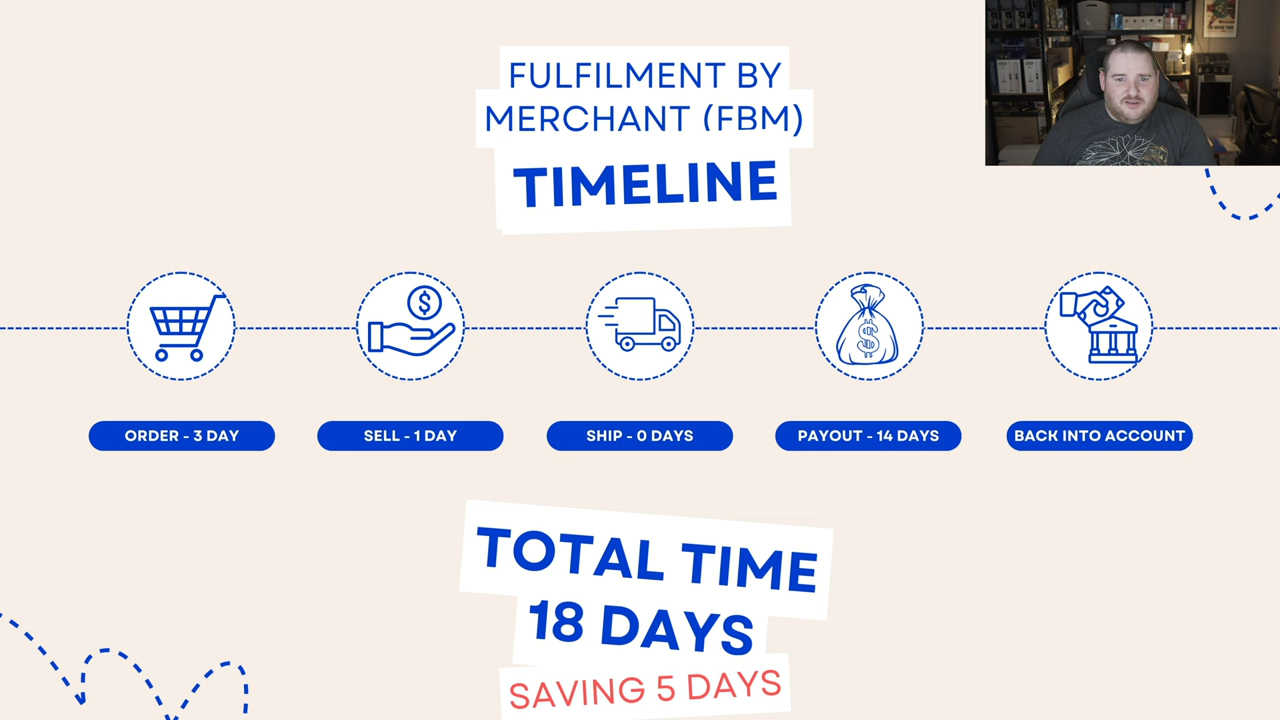 FULFILMENT BY
MERCHANT (FBM)
TIMELINE
ORDER - 3 DAY
SELL - 1 DAY
SHIP - 0 DAYS
PAYOUT - 14 DAYS
BACK INTO ACCOUNT
TOTAL TIME
18 DAYS
SAVING 5 DAYS